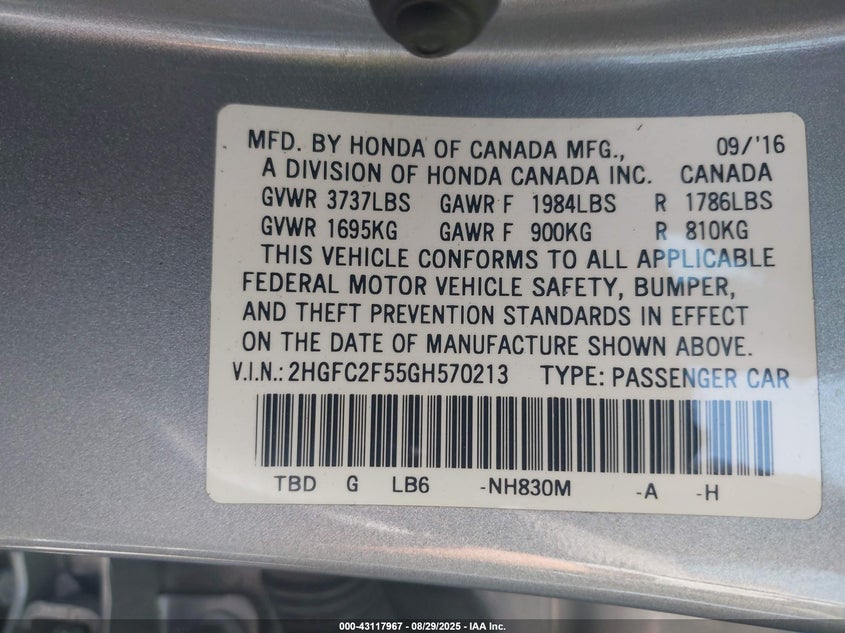 MFD. BY HONDA OF CANADA MFG., 09/'16
A DIVISION OF HONDA CANADA INC. CANADA
GVWR 3737LBS GAWR F 1984LBS R 1786LBS
GVWR 1695KG GAWR F 900KG R 810KG
THIS VEHICLE CONFORMS TO ALL APPLICABLE
FEDERAL MOTOR VEHICLE SAFETY, BUMPER,
AND THEFT PREVENTION STANDARDS IN EFFECT
ON THE DATE OF MANUFACTURE SHOWN ABOVE.
V.I.N.: 2HGFC2F55GH570213 TYPE: PASSENGER CAR
TBD G LB6 -NH830M -A -H
000-43117967 - 08/29/2025 - IAA Inc.